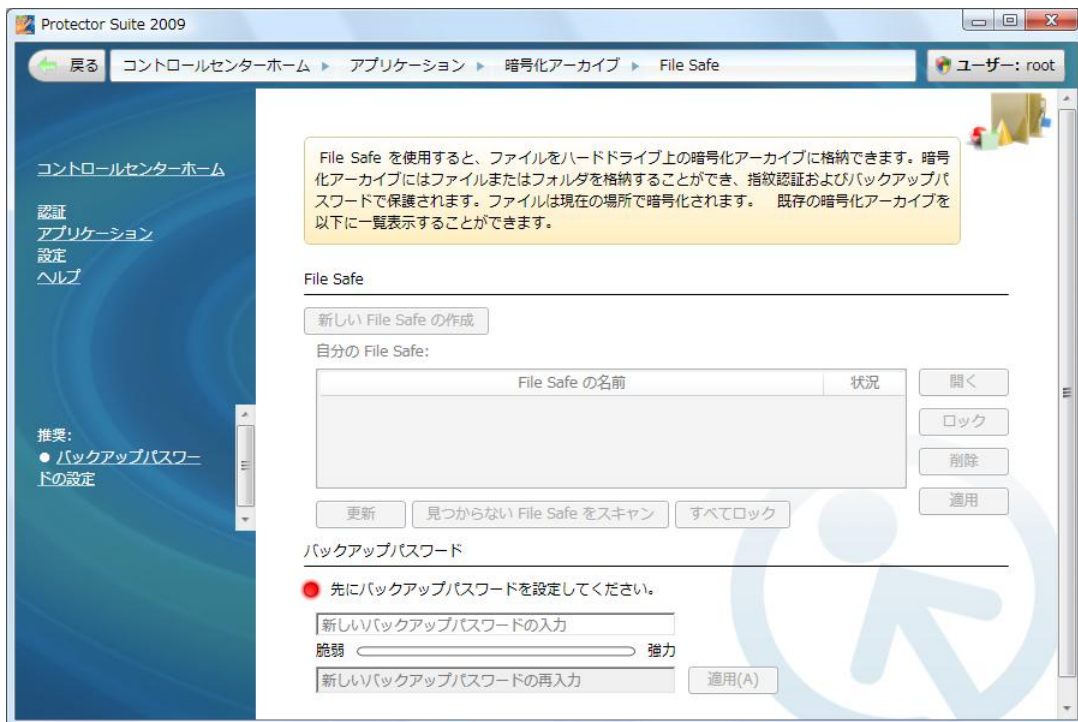 Protector Suite 2009
戻る コントロールセンターホーム アプリケーション 暗号化アーカイブ File Safe ユーザー: root
コントロールセンターホーム
認証
アプリケーション
設定
ヘルプ
推奨:
バックアップパスワー
ドの設定
File Safe を使用すると、ファイルをハードドライブ上の暗号化アーカイブに格納できます。暗号
化アーカイブにはファイルまたはフォルダを格納することができ、指紋認証およびバックアップパ
スワードで保護されます。ファイルは現在の場所で暗号化されます。 既存の暗号化アーカイブを
以下に一覧表示することができます。
File Safe
新しい File Safe の作成
自分の File Safe:
File Safe の名前 状況
開く
ロック
削除
適用
更新 見つからない File Safe をスキャン すべてロック
バックアップパスワード
先にバックアップパスワードを設定してください。
新しいバックアップパスワードの入力
脆弱 強力
新しいバックアップパスワードの再入力 適用(A)